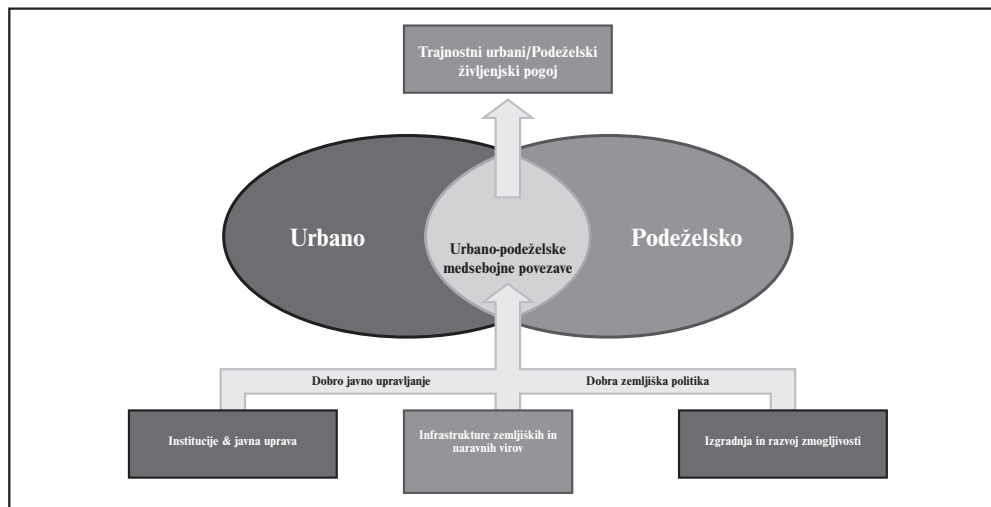 Trajnostni urbani/Podeželski
življenjski pogoj
Urbano
Podeželsko
Urbano-podeželske
medsebojne povezave
Dobro javno upravljanje
Dobra zemljiška politika
Institucije & javna uprava
Infrastrukture zemljiških in
naravnih virov
Izgradnja in razvoj zmogljivosti